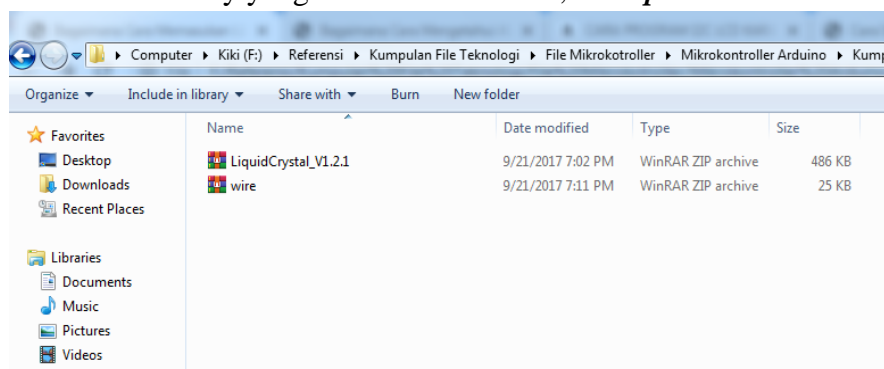 Computer ▸ Kiki (F:) ▸ Referensi ▸ Kumpulan File Teknologi ▸ File Mikrokotroller ▸ Mikrokontroller Arduino ▸
Organize Include in library Share with Burn New folder
Name Date modified Type Size
Favorites
Desktop
Downloads
Recent Places
Libraries
Documents
Music
Pictures
Videos
LiquidCrystal_V1.2.1 9/21/2017 7:02 PM WinRAR ZIP archive 486 KB
wire 9/21/2017 7:11 PM WinRAR ZIP archive 25 KB